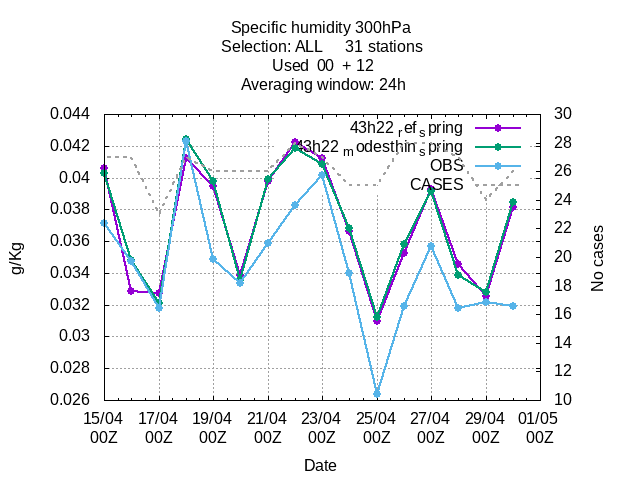 Specific humidity 300hPa
Selection: ALL 31 stations
Used 00 + 12
Averaging window: 24h
0.044
0.042
0.04
0.038
0.036
0.034
0.032
0.03
0.028
0.026
g/Kg
43h22 ref spring
43h22 modesthin spring
OBS
CASES
30
28
26
24
22
20
18
16
14
12
10
No cases
15/04 17/04 19/04 21/04 23/04 25/04 27/04 29/04 01/05
00Z 00Z 00Z 00Z 00Z 00Z 00Z 00Z 00Z
Date